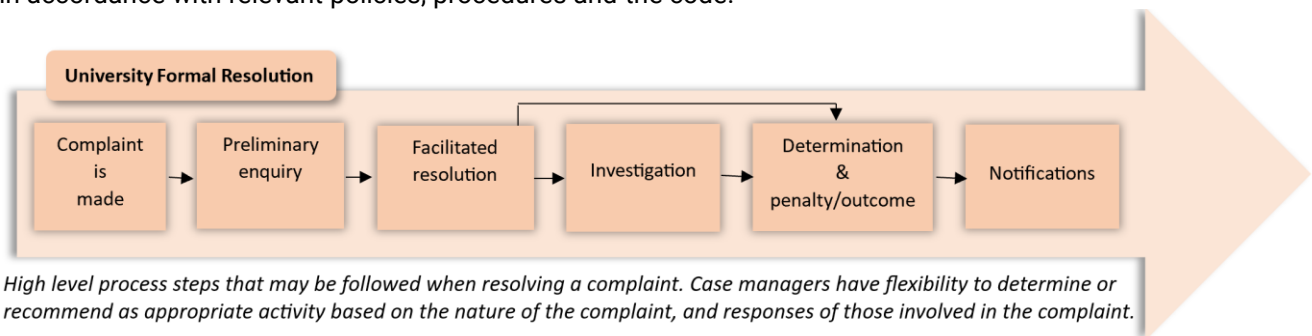 in accordance with relevant policies, procedures and the code.
University Formal Resolution
Complaint
is
made
Preliminary
enquiry
Facilitated
resolution
Investigation
Determination
&
penalty/outcome
Notifications
High level process steps that may be followed when resolving a complaint. Case managers have flexibility to determine or
recommend as appropriate activity based on the nature of the complaint, and responses of those involved in the complaint.